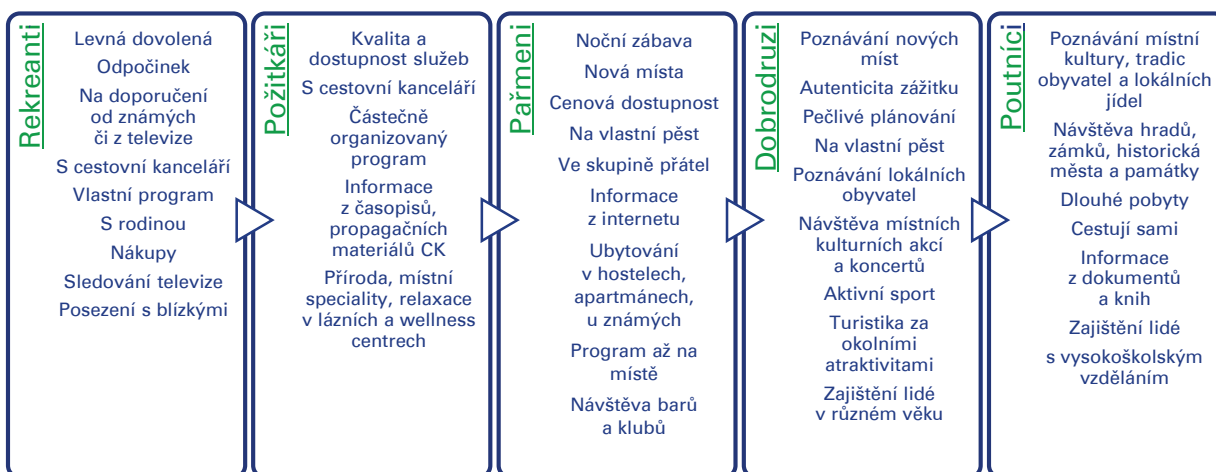 Rekreanti
Levná dovolená
Odpočinek
Na doporučení
od známých
či z televize
S cestovní kanceláří
Vlastní program
S rodinou
Nákupy
Sledování televize
Posezení s blízkými
Požitkáři
Kvalita a
dostupnost služeb
S cestovní kanceláří
Částečně
organizovaný
program
Informace
z časopisů,
propagačních
materiálů CK
Příroda, místní
speciality, relaxace
v lázních a wellness
centrech
Pařmeni
Noční zábava
Nová místa
Cenová dostupnost
Na vlastní pěst
Ve skupině přátel
Informace
z internetu
Ubytování
v hostelech,
apartmánech,
u známých
Program až na
místě
Návštěva barů
a klubů
Dobrodruzi
Poznávání nových
míst
Autenticita zážitku
Pečlivé plánování
Na vlastní pěst
Poznávání lokálních
obyvatel
Návštěva místních
kulturních akcí
a koncertů
Aktivní sport
Turistika za
okolními
atraktivitami
Zajištění lidé
v různém věku
Poutníci
Poznávání místní
kultury, tradic
obyvatel a lokálních
jídel
Návštěva hradů,
zámků, historická
města a památky
Dlouhé pobyty
Cestují sami
Informace
z dokumentů
a knih
Zajištění lidé
s vysokoškolským
vzděláním